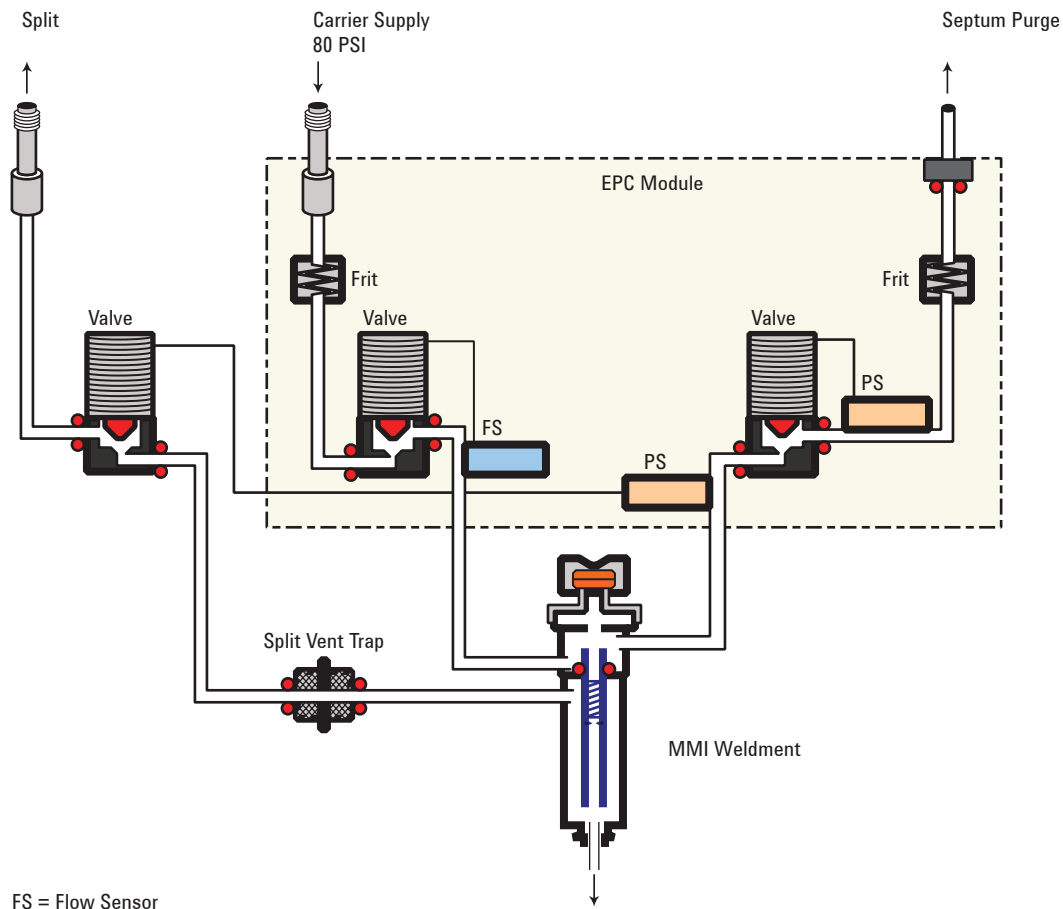 Split
Carrier Supply
80 PSI
Septum Purge
EPC Module
Frit
Frit
Valve
Valve
Valve
PS
FS
PS
Split Vent Trap
MMI Weldment
FS = Flow Sensor